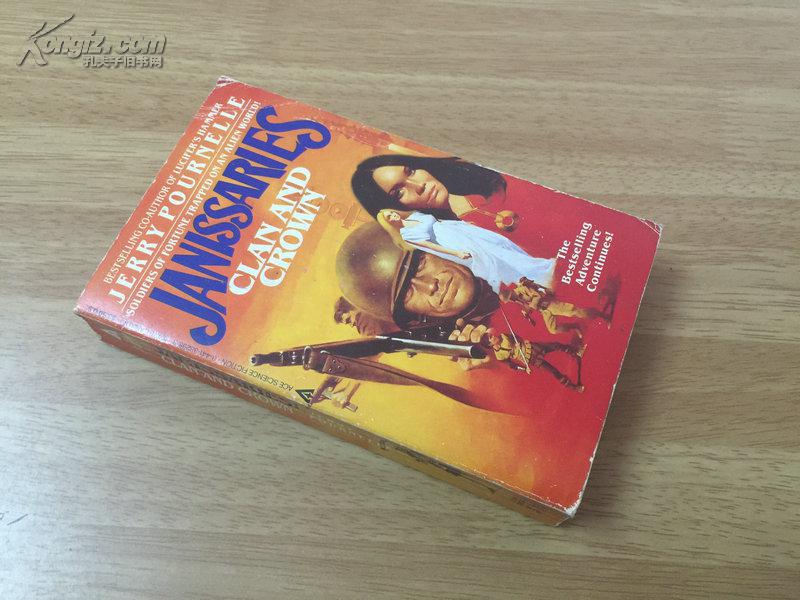 Kongfz.com
孔夫子旧书网
BESTSELLING CO-AUTHOR OF LUCIFER'S HAMMER
JERRY POURNELLE
SOLDIERS OF FORTUNE TRAPPED ON AN ALIEN WORLD!
JANISSARIES
CLAN AND
CROWN
The
Bestselling
Adventure
Continues!
ACE SCIENCE FICTION
CLAN AND CROWN